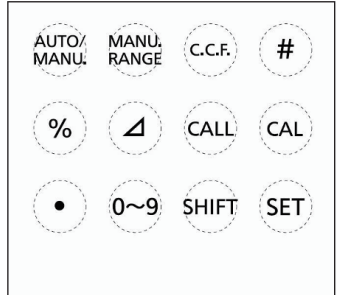 AUTO/ MANU. C.C.F. #
MANU. RANGE
% ⊿ CALL CAL
• 0～9 SHIFT SET